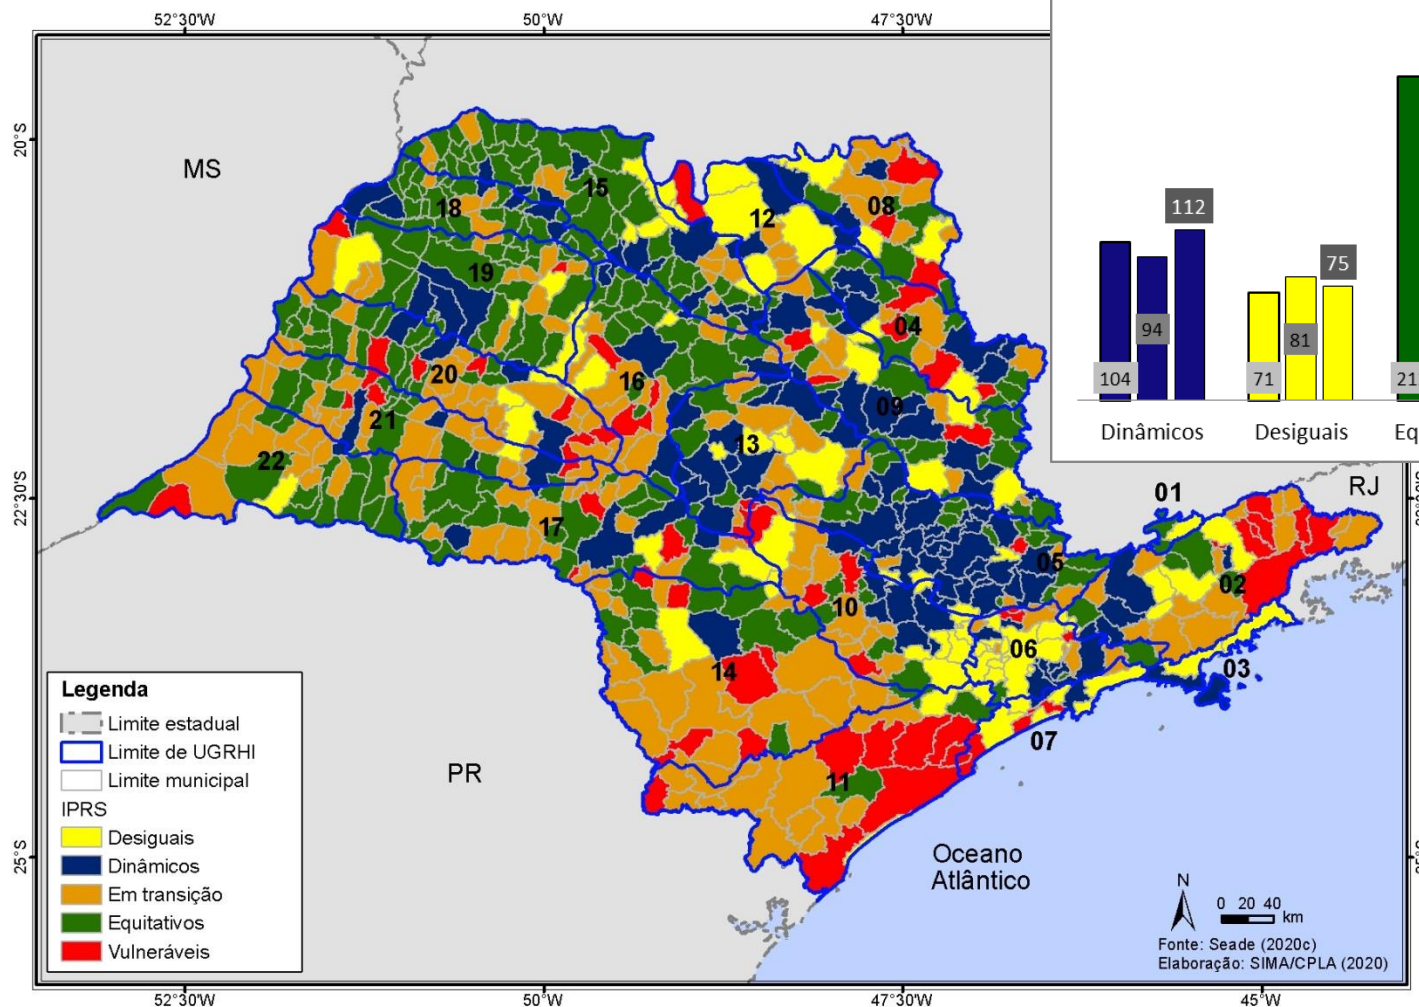 52°30'W
50°W
47°30'W
20°S
20°
MS
15
18
12
08
19
04
20
16
09
21
13
22
22°30'S
17
01
RJ
05
02
10
06
03
14
07
11
PR
25°S
Oceano
Atlântico
Legenda
Limite estadual
Limite de UGRHI
Limite municipal
IPRS
Desiguais
Dinâmicos
Em transição
Equitativos
Vulneráveis
N
0 20 40
km
Fonte: Seade (2020c)
Elaboração: SIMA/CPLA (2020)
52°30'W
50°W
47°30'W
45°W
112
94
104
75
81
71
21
Dinâmicos
Desiguais
Eq